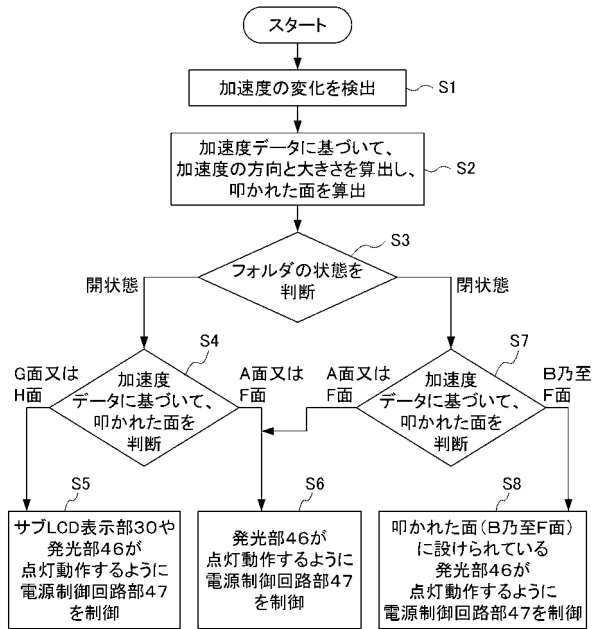 スタート
加速度の変化を検出
S1
加速度データに基づいて、
加速度の方向と大きさを算出し、
叩かれた面を算出
S2
S3
フォルダの状態を
判断
開状態
閉状態
S4
G面又は
H面
加速度
データに基づいて、
叩かれた面を
判断
A面又は
F面
S7
A面又は
F面
加速度
データに基づいて、
叩かれた面を
判断
B乃至
F面
S5
サブLCD表示部30や
発光部46が
点灯動作するように
電源制御回路部47
を制御
S6
発光部46が
点灯動作するように
電源制御回路部47
を制御
S8
叩かれた面(B乃至F面)
に設けられている
発光部46が
点灯動作するように
電源制御回路部47を制御